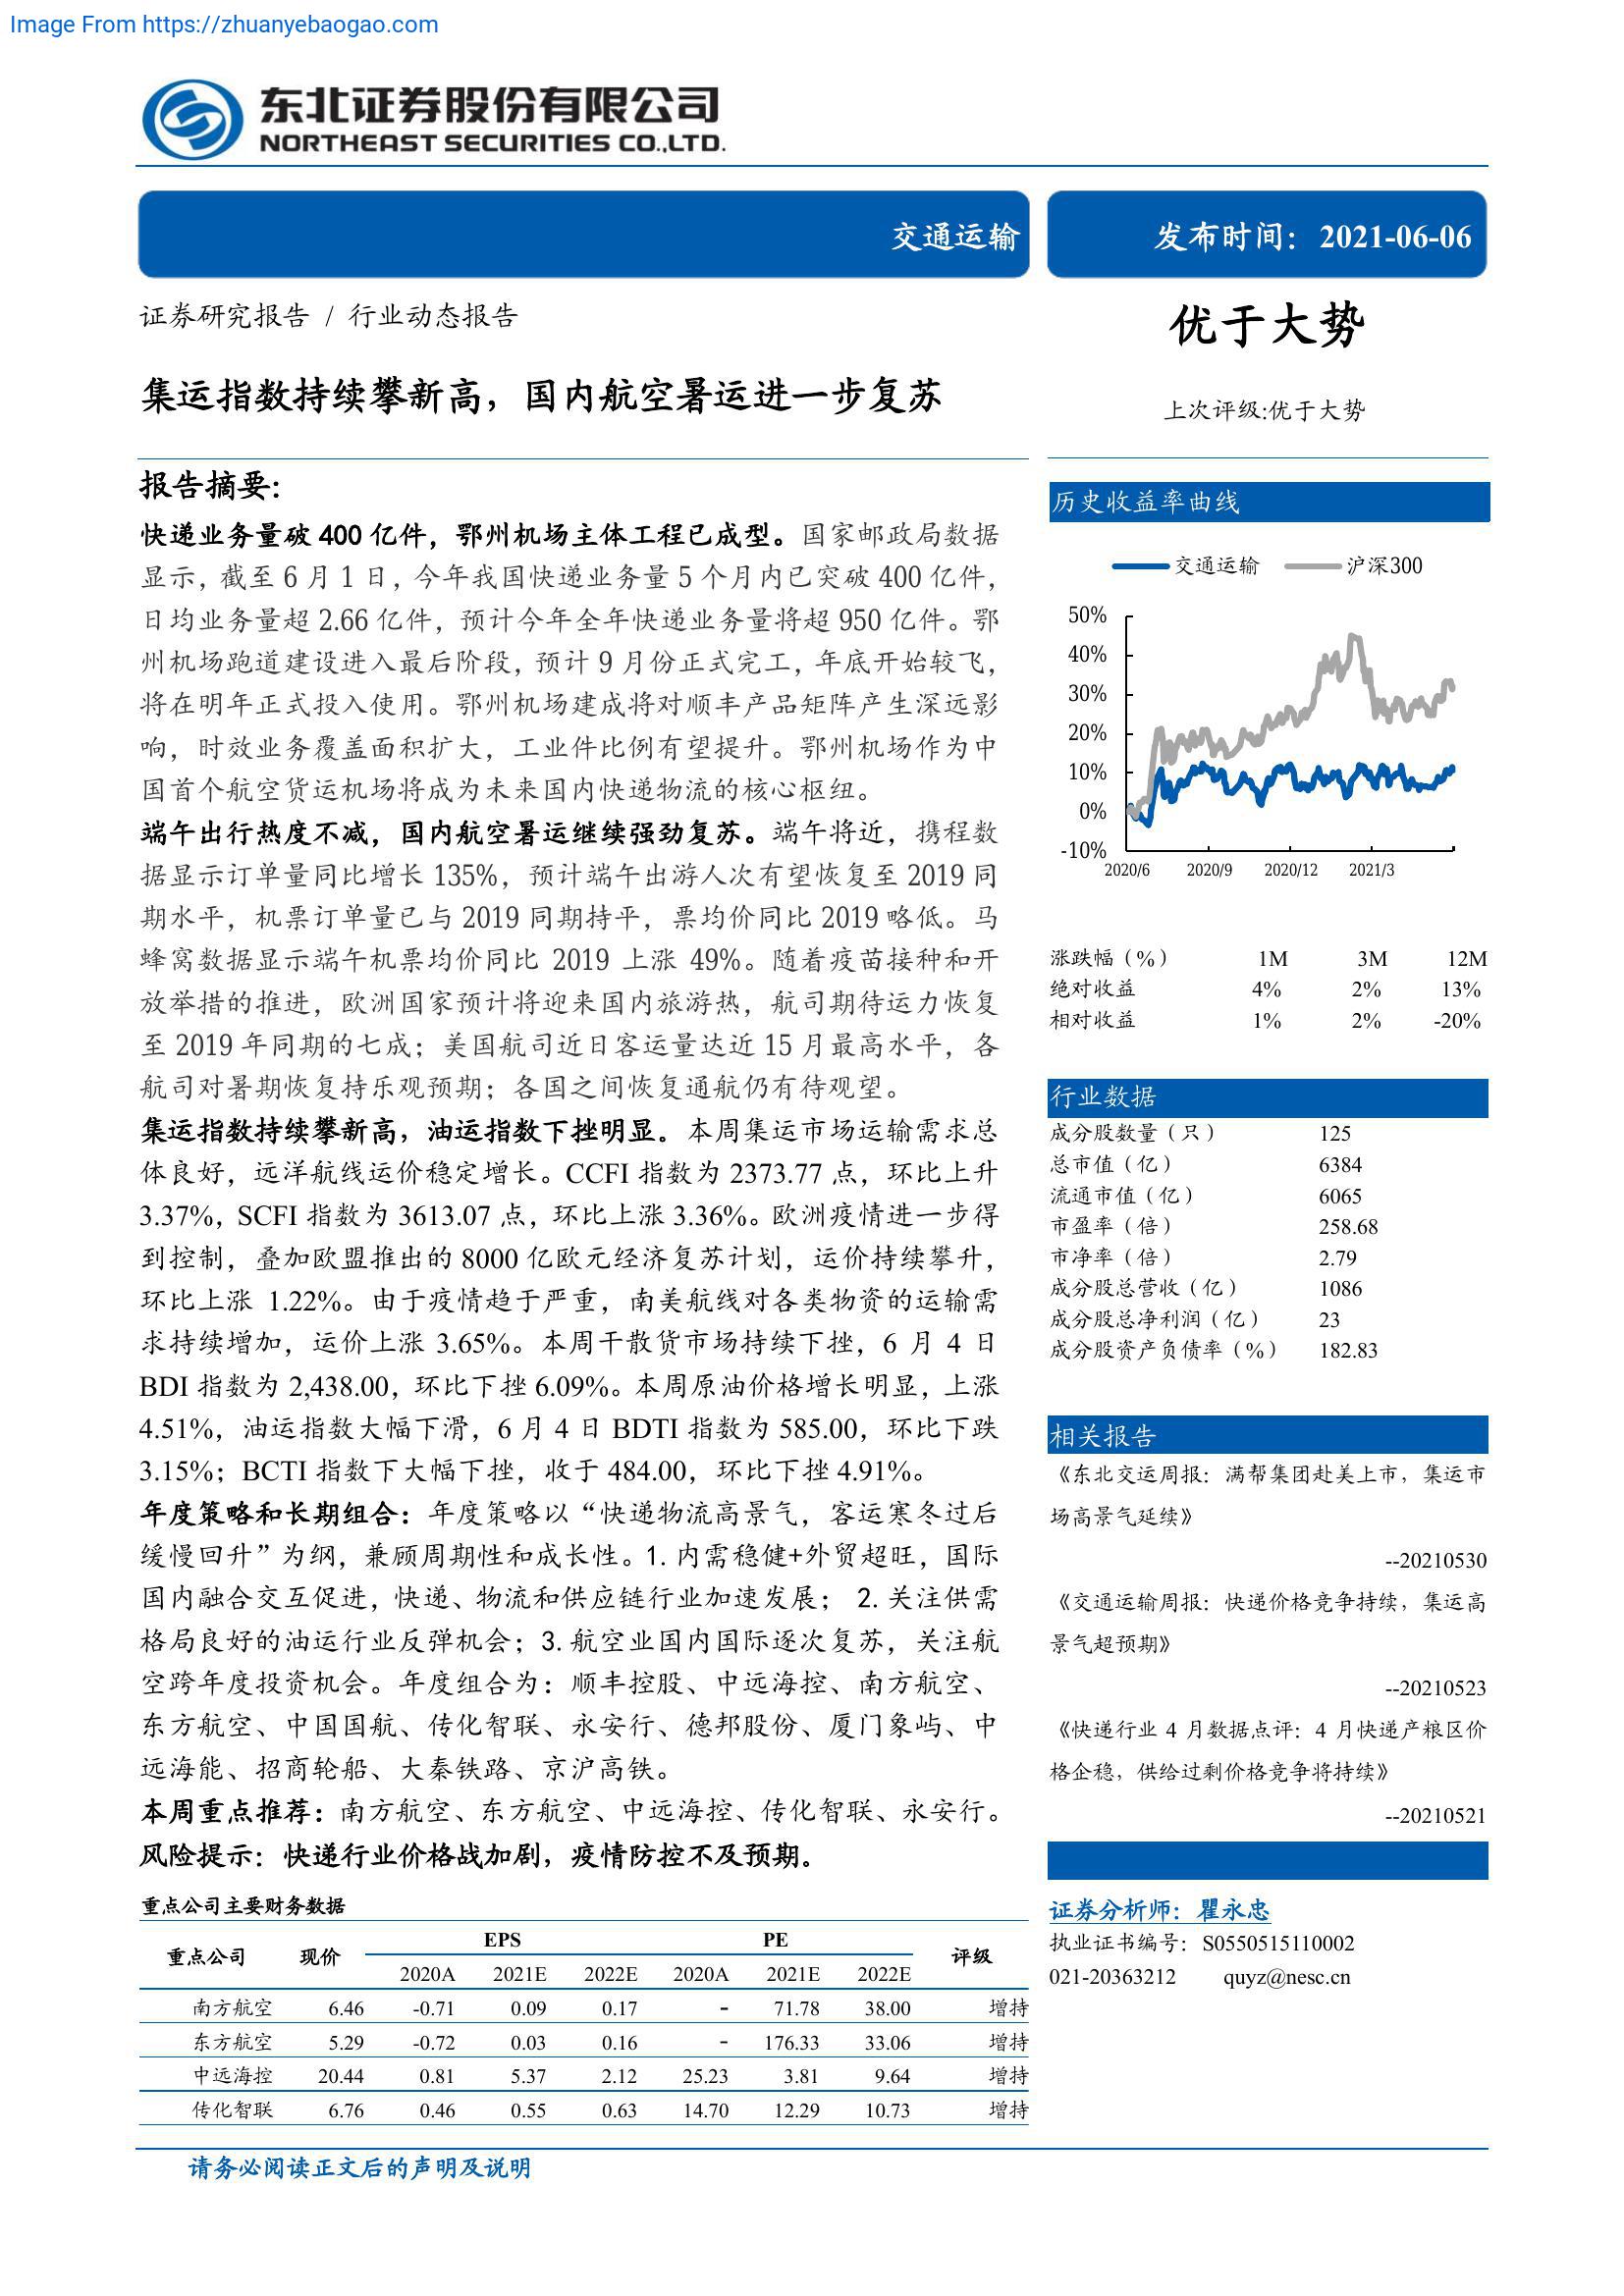 Image From https://zhuanyebaogao.com
东北证券股份有限公司
NORTHEAST SECURITIES CO.,LTD.
交通运输
发布时间：2021-06-06
证券研究报告 / 行业动态报告
集运指数持续攀新高，国内航空暑运进一步复苏
报告摘要：
快递业务量破 400 亿件，鄂州机场主体工程已成型。国家邮政局数据
显示，截至 6 月 1 日，今年我国快递业务量 5 个月内已突破 400 亿件，
日均业务量超 2.66 亿件，预计今年全年快递业务量将超 950 亿件。鄂
州机场跑道建设进入最后阶段，预计 9 月份正式完工，年底开始较飞，
将在明年正式投入使用。鄂州机场建成将对顺丰产品矩阵产生深远影
响，时效业务覆盖面积扩大，工业件比例有望提升。鄂州机场作为中
国首个航空货运机场将成为未来国内快递物流的核心枢纽。
端午出行热度不减，国内航空暑运继续强劲复苏。端午将近，携程数
据显示订单量同比增长 135%，预计端午出游人次有望恢复至 2019 同
期水平，机票订单量已与 2019 同期持平，票均价同比 2019 略低。马
蜂窝数据显示端午机票均价同比 2019 上涨 49%。随着疫苗接种和开
放举措的推进，欧洲国家预计将迎来国内旅游热，航司期待运力恢复
至 2019 年同期的七成；美国航司近日客运量达近 15 月最高水平，各
航司对暑期恢复持乐观预期；各国之间恢复通航仍有待观望。
集运指数持续攀新高，油运指数下挫明显。本周集运市场运输需求总
体良好，远洋航线运价稳定增长。CCFI 指数为 2373.77 点，环比上升
3.37%，SCFI 指数为 3613.07 点，环比上涨 3.36%。欧洲疫情进一步得
到控制，叠加欧盟推出的 8000 亿欧元经济复苏计划，运价持续攀升，
环比上涨 1.22%。由于疫情趋于严重，南美航线对各类物资的运输需
求持续增加，运价上涨 3.65%。本周干散货市场持续下挫，6 月 4 日
BDI 指数为 2,438.00，环比下挫 6.09%。本周原油价格增长明显，上涨
4.51%，油运指数大幅下滑，6 月 4 日 BDTI 指数为 585.00，环比下跌
3.15%；BCTI 指数下大幅下挫，收于 484.00，环比下挫 4.91%。
年度策略和长期组合：年度策略以“快递物流高景气，客运寒冬过后
缓慢回升”为纲，兼顾周期性和成长性。1. 内需稳健+外贸超旺，国际
国内融合交互促进，快递、物流和供应链行业加速发展； 2. 关注供需
格局良好的油运行业反弹机会；3. 航空业国内国际逐次复苏，关注航
空跨年度投资机会。年度组合为：顺丰控股、中远海控、南方航空、
东方航空、中国国航、传化智联、永安行、德邦股份、厦门象屿、中
远海能、招商轮船、大秦铁路、京沪高铁。
本周重点推荐：南方航空、东方航空、中远海控、传化智联、永安行。
风险提示：快递行业价格战加剧，疫情防控不及预期。
重点公司主要财务数据
重点公司 现价 EPS PE 评级
2020A 2021E 2022E 2020A 2021E 2022E
南方航空 6.46 -0.71 0.09 0.17 - 71.78 38.00 增持
东方航空 5.29 -0.72 0.03 0.16 - 176.33 33.06 增持
中远海控 20.44 0.81 5.37 2.12 25.23 3.81 9.64 增持
传化智联 6.76 0.46 0.55 0.63 14.70 12.29 10.73 增持
优于大势
上次评级:优于大势
历史收益率曲线
交通运输 沪深300
50%
40%
30%
20%
10%
0%
-10%
2020/6 2020/9 2020/12 2021/3
涨跌幅（%） 1M 3M 12M
绝对收益 4% 2% 13%
相对收益 1% 2% -20%
行业数据
成分股数量（只） 125
总市值（亿） 6384
流通市值（亿） 6065
市盈率（倍） 258.68
市净率（倍） 2.79
成分股总营收（亿） 1086
成分股总净利润（亿） 23
成分股资产负债率（%） 182.83
相关报告
《东北交运周报：满帮集团赴美上市，集运市
场高景气延续》
--20210530
《交通运输周报：快递价格竞争持续，集运高
景气超预期》
--20210523
《快递行业 4 月数据点评：4 月快递产粮区价
格企稳，供给过剩价格竞争将持续》
--20210521
证券分析师：瞿永忠
执业证书编号：S0550515110002
021-20363212 quyz@nesc.cn
请务必阅读正文后的声明及说明